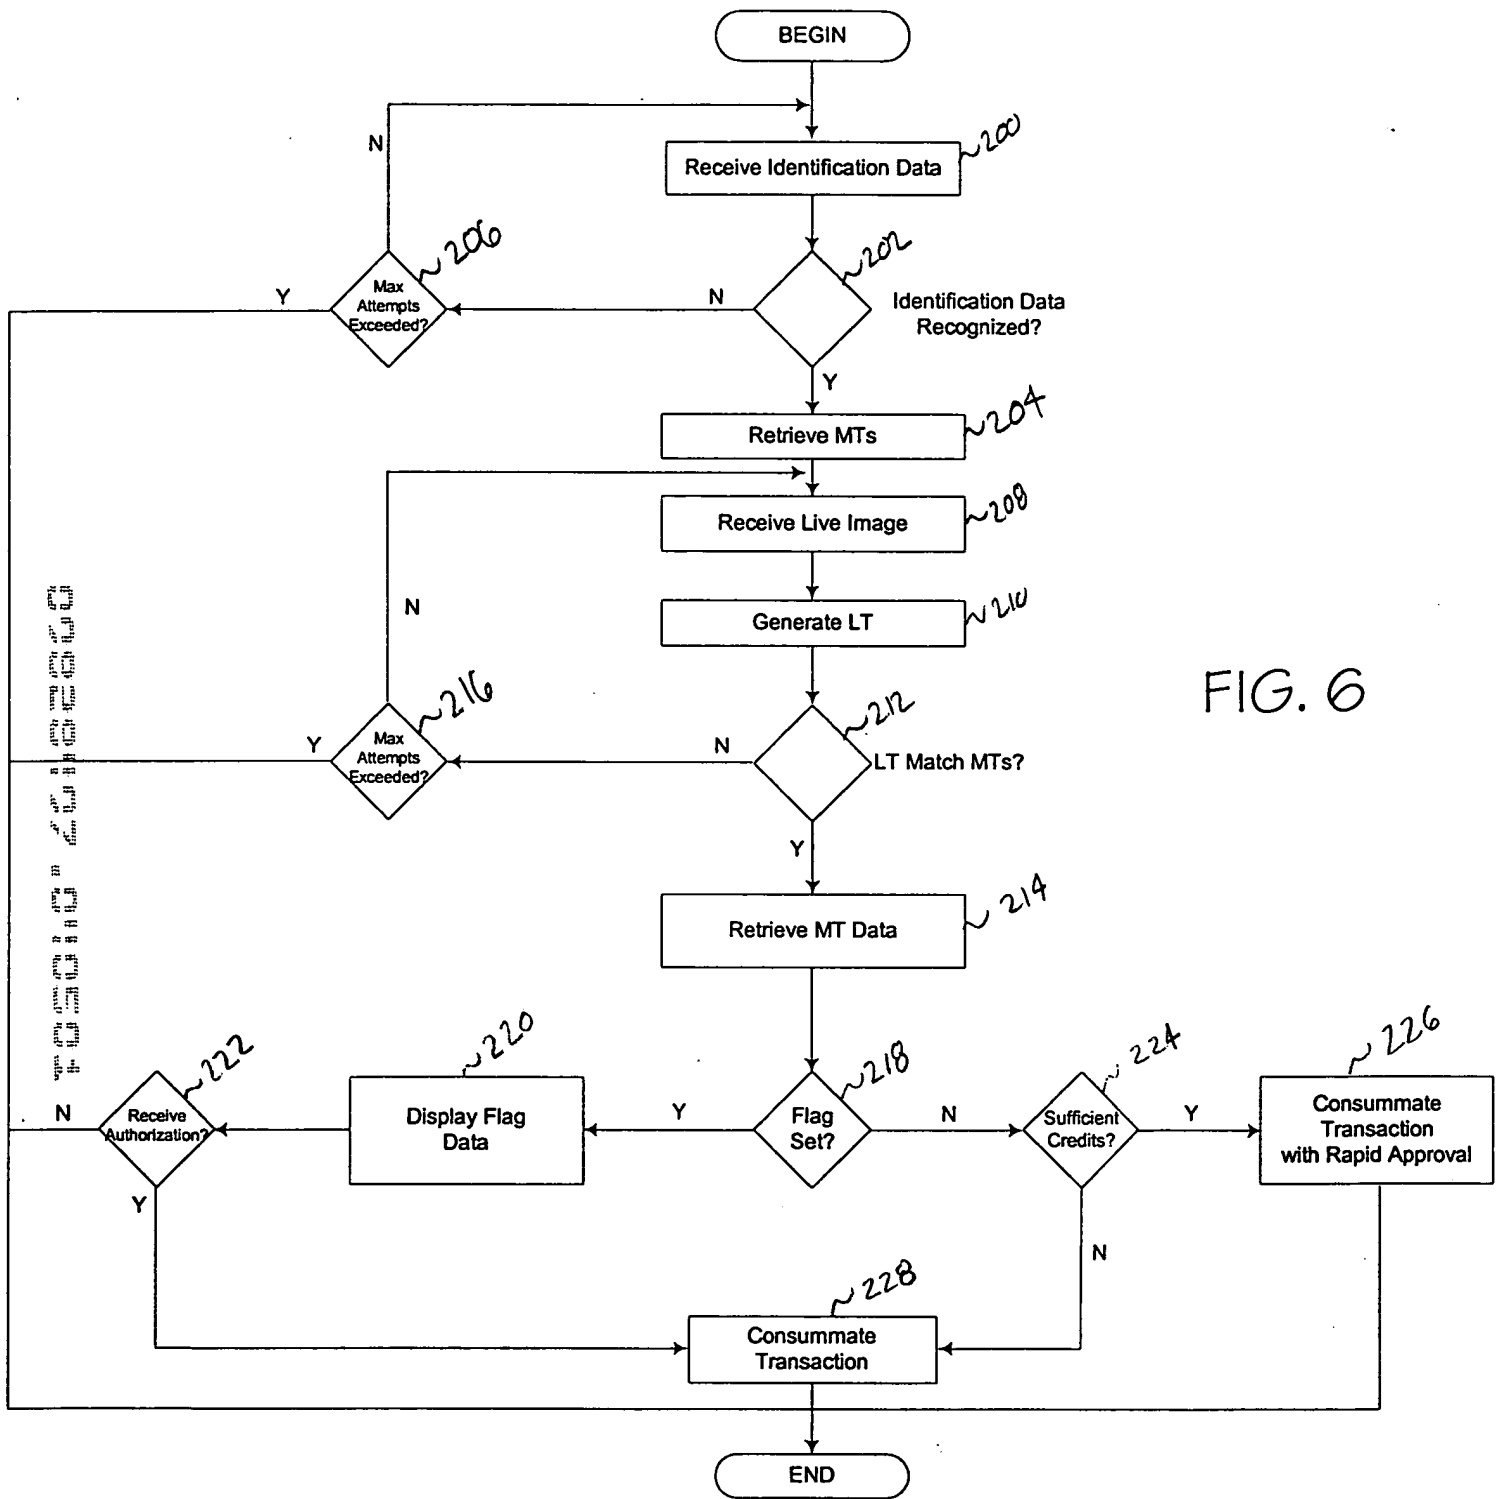 BEGIN
N
Receive Identification Data
200
206
202
Max
Attempts
Exceeded?
Y
N
Identification Data
Recognized?
Y
Retrieve MTs
204
Receive Live Image
208
N
Generate LT
210
FIG. 6
216
212
Max
Attempts
Exceeded?
Y
N
LT Match MTs?
Y
Retrieve MT Data
214
222
220
218
224
226
N
Receive
Authorization?
Display Flag
Data
Y
Flag
Set?
N
Sufficient
Credits?
Y
Consummate
Transaction
with Rapid Approval
Y
N
228
Consummate
Transaction
END